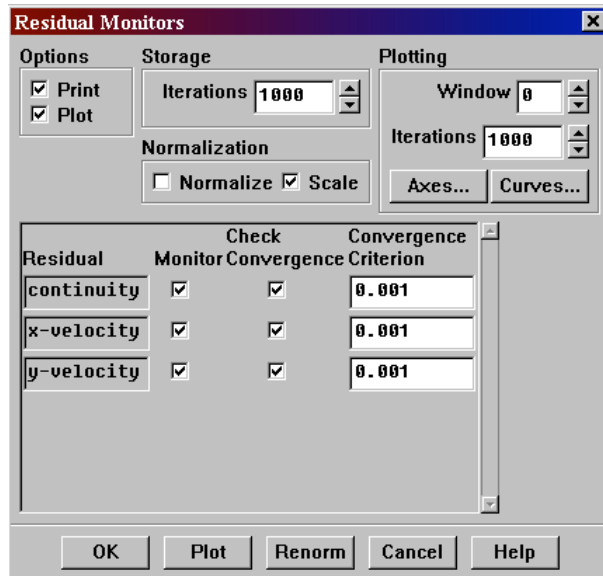 Residual Monitors
Options
Print
Plot
Storage
Iterations 1000
Normalization
Normalize Scale
Plotting
Window 0
Iterations 1000
Axes... Curves...
Residual Monitor Check Convergence Convergence Criterion
continuity 0.001
x-velocity 0.001
y-velocity 0.001
OK Plot Renorm Cancel Help